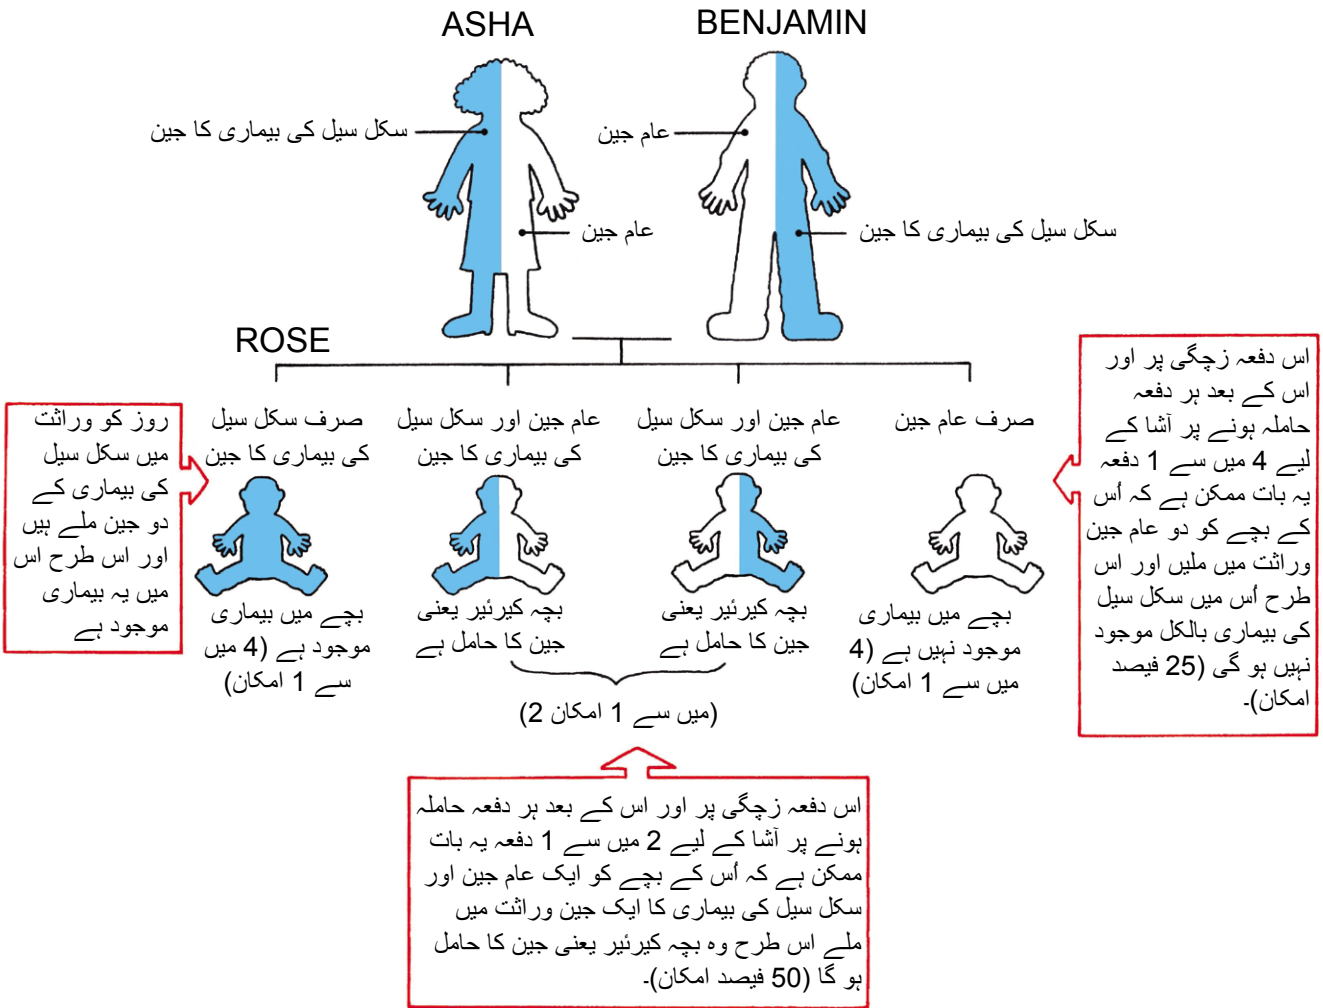 ASHA
BENJAMIN
سکل سیل کی بیماری کا جین
عام جین
عام جین
سکل سیل کی بیماری کا جین
ROSE
صرف سکل سیل
کی بیماری کا جین
عام جین اور سکل سیل
کی بیماری کا جین
عام جین اور سکل سیل
کی بیماری کا جین
صرف عام جین
روز کو وراثت
میں سکل سیل
کی بیماری کے
دو جین ملے ہیں
اور اس طرح اس
میں یہ بیماری
موجود ہے
بچے میں بیماری
موجود ہے (4 میں
سے 1 امکان)
بچہ کیرئیر یعنی
جین کا حامل ہے
بچہ کیرئیر یعنی
جین کا حامل ہے
(میں سے 1 امکان 2)
بچے میں بیماری
موجود نہیں ہے (4
میں سے 1 امکان)
اس دفعہ زچگی پر اور
اس کے بعد ہر دفعہ
حاملہ ہونے پر آشا کے
لیے 4 میں سے 1 دفعہ
یہ بات ممکن ہے کہ اُس
کے بچے کو دو عام جین
وراثت میں ملیں اور اس
طرح اُس میں سکل سیل
کی بیماری بالکل موجود
نہیں ہو گی (25 فیصد
امکان)۔
اس دفعہ زچگی پر اور اس کے بعد ہر دفعہ حاملہ
ہونے پر آشا کے لیے 2 میں سے 1 دفعہ یہ بات
ممکن ہے کہ اُس کے بچے کو ایک عام جین اور
سکل سیل کی بیماری کا ایک جین وراثت میں
ملے اس طرح وہ بچہ کیرئیر یعنی جین کا حامل
ہو گا (50 فیصد امکان)۔